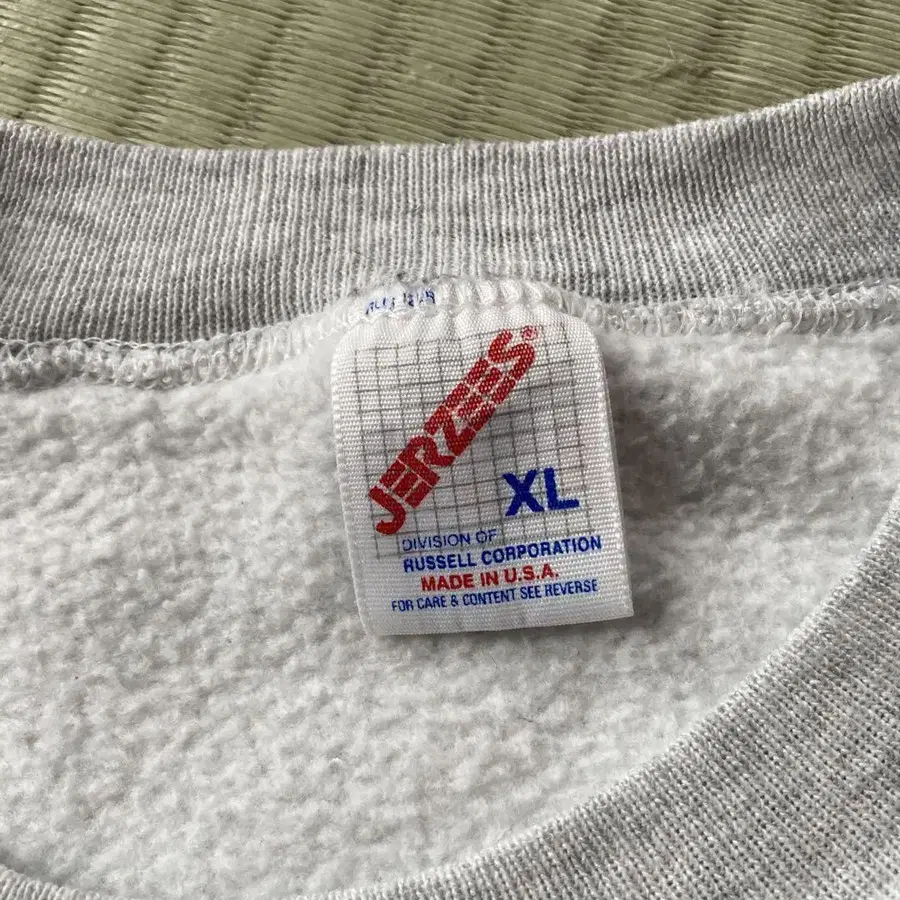 JERZEES®
XL
DIVISION OF
RUSSELL CORPORATION
MADE IN U.S.A.
FOR CARE & CONTENT SEE REVERSE